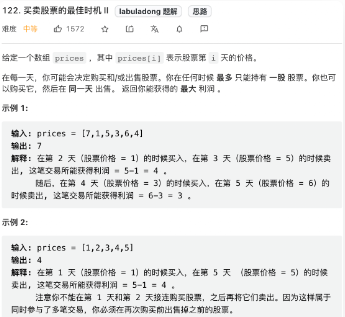 122. 买卖股票的最佳时机 II labuladong 题解 思路
难度 中等 1572
给定一个数组 prices ，其中 prices[i] 表示股票第 i 天的价格。
在每一天，你可能会决定购买和/或出售股票。你在任何时候 最多 只能持有 一股 股票。你也可
以购买它，然后在 同一天 出售。 返回你能获得的 最大 利润 。
示例 1：
输入: prices = [7,1,5,3,6,4]
输出: 7
解释: 在第 2 天（股票价格 = 1）的时候买入，在第 3 天（股票价格 = 5）的时候卖
出, 这笔交易所能获得利润 = 5-1 = 4 。
随后，在第 4 天（股票价格 = 3）的时候买入，在第 5 天（股票价格 = 6）的
时候卖出, 这笔交易所能获得利润 = 6-3 = 3 。
示例 2：
输入: prices = [1,2,3,4,5]
输出: 4
解释: 在第 1 天（股票价格 = 1）的时候买入，在第 5 天 （股票价格 = 5）的时候
卖出, 这笔交易所能获得利润 = 5-1 = 4 。
注意你不能在第 1 天和第 2 天接连购买股票，之后再将它们卖出。因为这样属于
同时参与了多笔交易，你必须在再次购买前出售掉之前的股票。